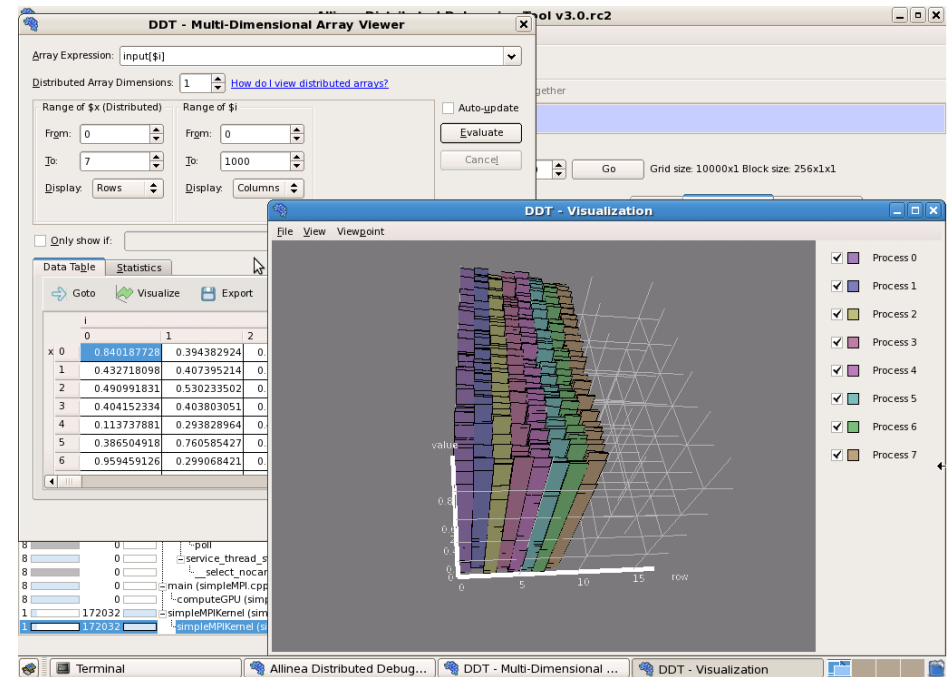 DDT - Multi-Dimensional Array Viewer
Tool v3.0.rc2
Array Expression: input[$i]
Distributed Array Dimensions: 1 How do I view distributed arrays?
gether
Range of $x (Distributed) Range of $i
Auto-update
From: 0 From: 0
Evaluate
To: 7 To: 1000
Cancel
Go Grid size: 10000x1 Block size: 256x1x1
Display: Rows Display: Columns
DDT - Visualization
File View Viewpoint
Only show if:
Data Table Statistics
Goto Visualize Export
i
0 1 2
x 0 0.840187728 0.394382924 0.
1 0.432718098 0.407395214 0.
2 0.490991831 0.530233502 0.
3 0.404152334 0.403803051 0.
4 0.113737881 0.293828964
5 0.386504918 0.760585427 0.
6 0.959459126 0.299068421 0.
Process 0
Process 1
Process 2
Process 3
Process 4
Process 5
Process 6
Process 7
value
0.8
0 5 10 15 row
8 0 poll
8 0 service_thread_s
8 0 __select_nocan
8 0 main (simpleMPI.cpp
8 0 computeGPU (simp
1 172032 simpleMPIKernel (sim
1 172032 simpleMPIKernel (si
Terminal Allinea Distributed Debug... DDT - Multi-Dimensional ... DDT - Visualization